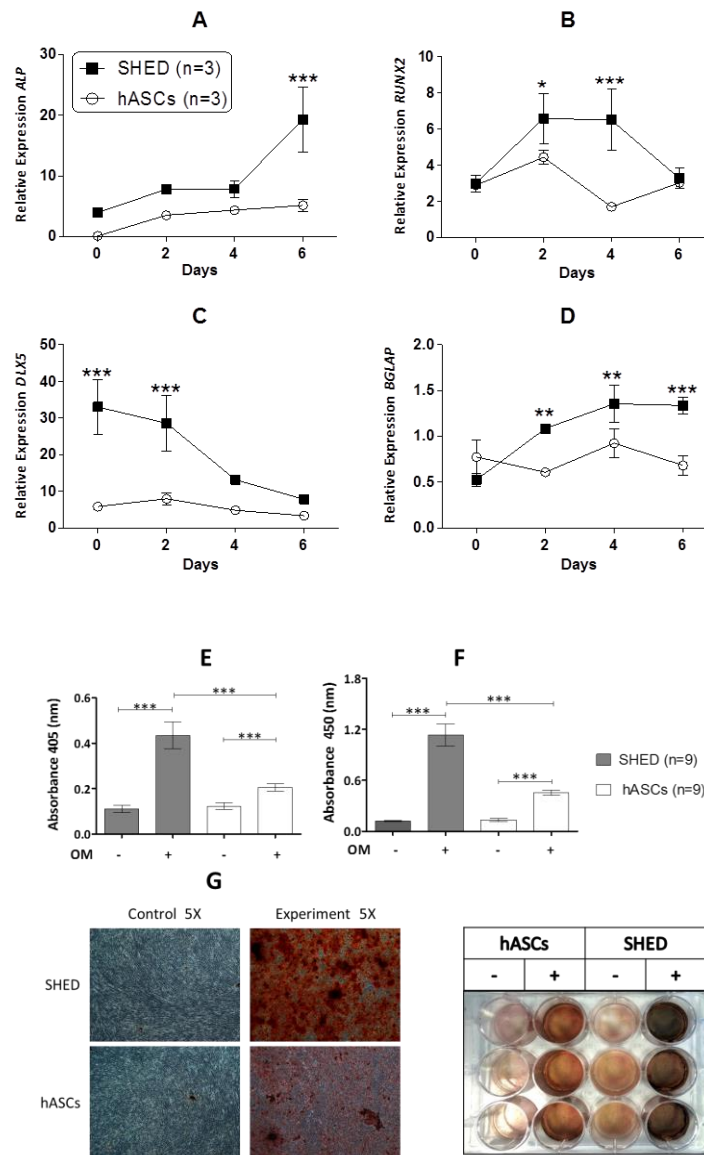 A
SHED (n=3)
hASCs (n=3)
***
Relative Expression ALP
30
20
10
0
0 2 4 6
Days
B
* ***
Relative Expression RUNX2
10
8
6
4
2
0
0 2 4 6
Days
C
*** ***
Relative Expression DLX5
50
40
30
20
10
0
0 2 4 6
Days
D
** ** ***
Relative Expression BGLAP
2.0
1.5
1.0
0.5
0.0
0 2 4 6
Days
E
*** *** ***
Absorbance 405 (nm)
0.6
0.4
0.2
0.0
OM - + - +
F
*** *** ***
Absorbance 450 (nm)
1.8
1.2
0.6
0.0
OM - + - +
SHED (n=9)
hASCs (n=9)
G
Control 5X Experiment 5X
SHED
hASCs
hASCs SHED
- + - +